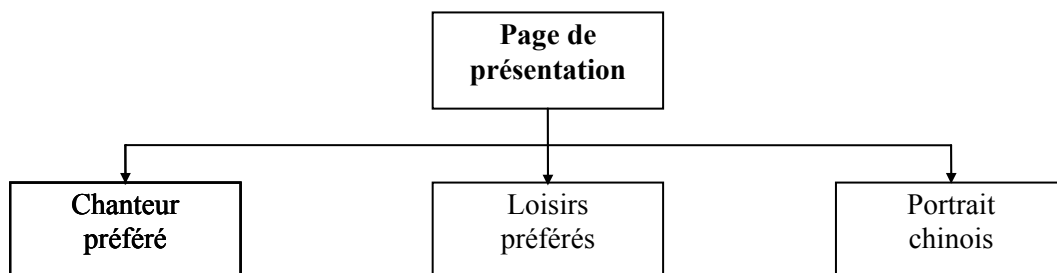 Page de
présentation
Chanteur
préféré
Loisirs
préférés
Portrait
chinois